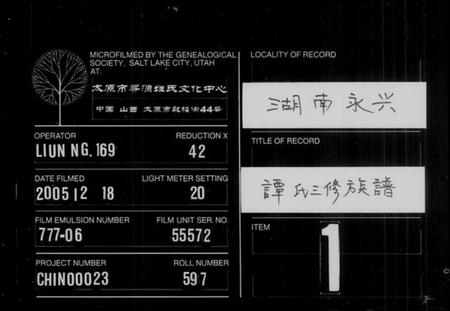 MICROFILMED BY THE GENEALOGICAL
SOCIETY, SALT LAKE CITY, UTAH
AT:
太原市寻源姓氏文化中心
中国 山西 太原市鼓楼街44号
OPERATOR
LIUN NG.169
REDUCTION X
42
DATE FILMED
2005 12 18
LIGHT METER SETTING
20
FILM EMULSION NUMBER
777-06
FILM UNIT SER. NO.
55572
PROJECT NUMBER
CHIN00023
ROLL NUMBER
597
LOCALITY OF RECORD
湖南永兴
TITLE OF RECORD
譚氏三修族譜
ITEM
1